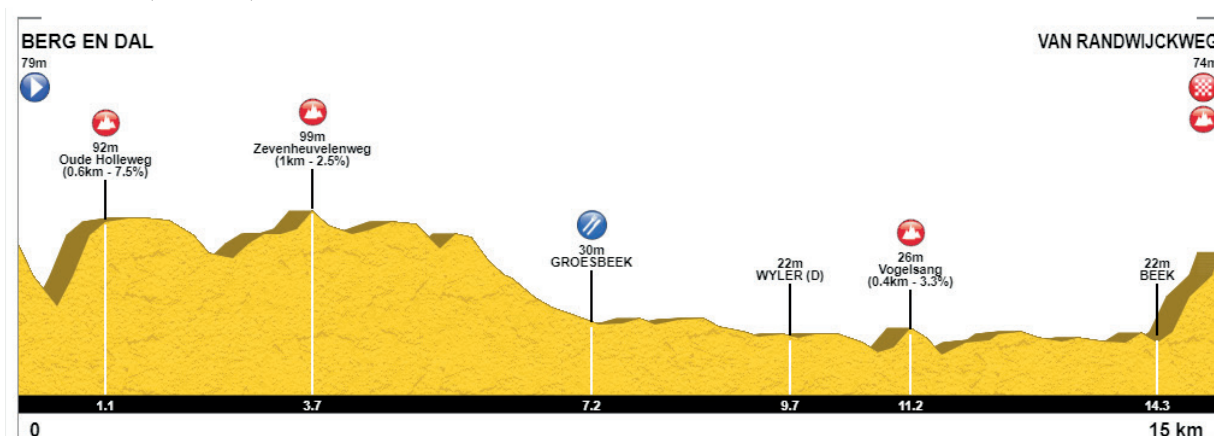 BERG EN DAL
79m
VAN RANDWIJCKWEG
74m
92m
Oude Holleweg
(0.6km - 7.5%)
99m
Zevenheuvelenweg
(1km - 2.5%)
30m
GROESBEEK
22m
WYLER (D)
26m
Vogelsang
(0.4km - 3.3%)
22m
BEEK
1.1
3.7
7.2
9.7
11.2
14.3
0
15 km